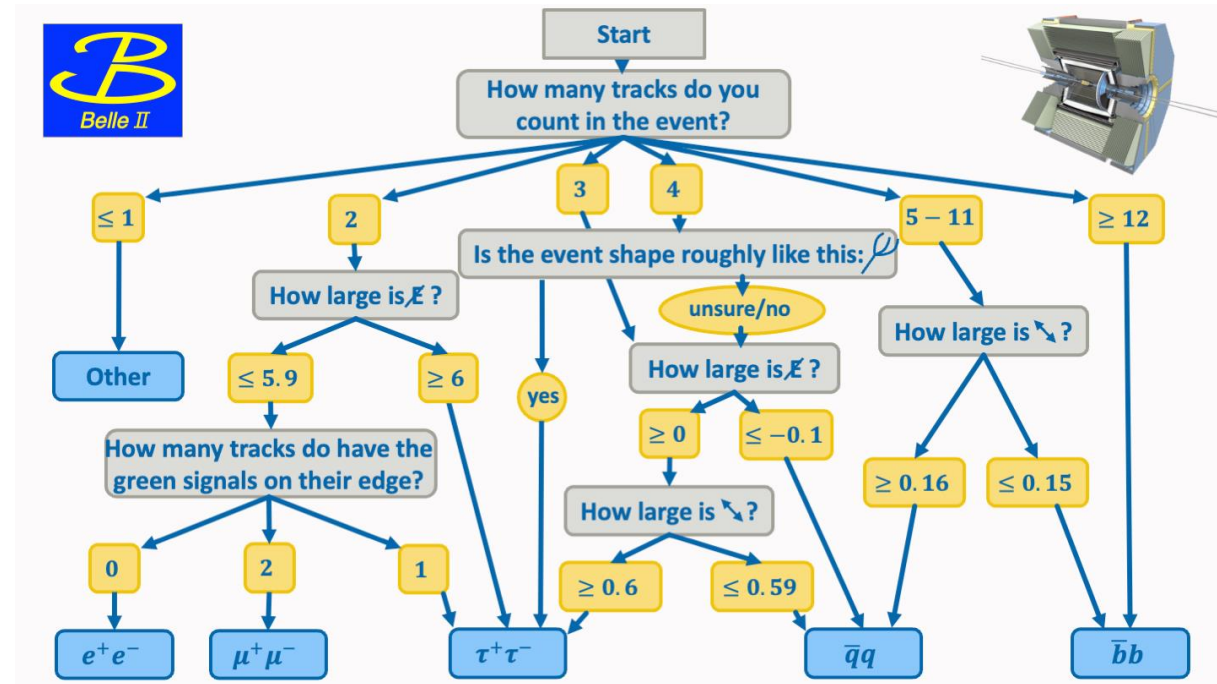 Belle II
Start
How many tracks do you
count in the event?
≤ 1
2
3
4
5 − 11
≥ 12
Is the event shape roughly like this:
How large is E̸ ?
unsure/no
How large is ⤡?
Other
≤ 5.9
≥ 6
yes
How large is E̸ ?
≥ 0
≤ −0.1
How many tracks do have the
green signals on their edge?
≥ 0.16
≤ 0.15
How large is ⤡?
0
2
1
≥ 0.6
≤ 0.59
e⁺e⁻
μ⁺μ⁻
τ⁺τ⁻
q̅q
b̅b